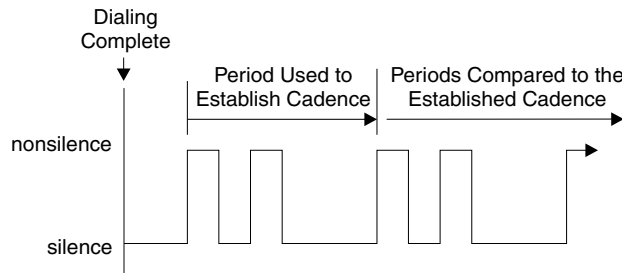 Dialing
Complete
Period Used to
Establish Cadence
Periods Compared to the
Established Cadence
nonsilence
silence